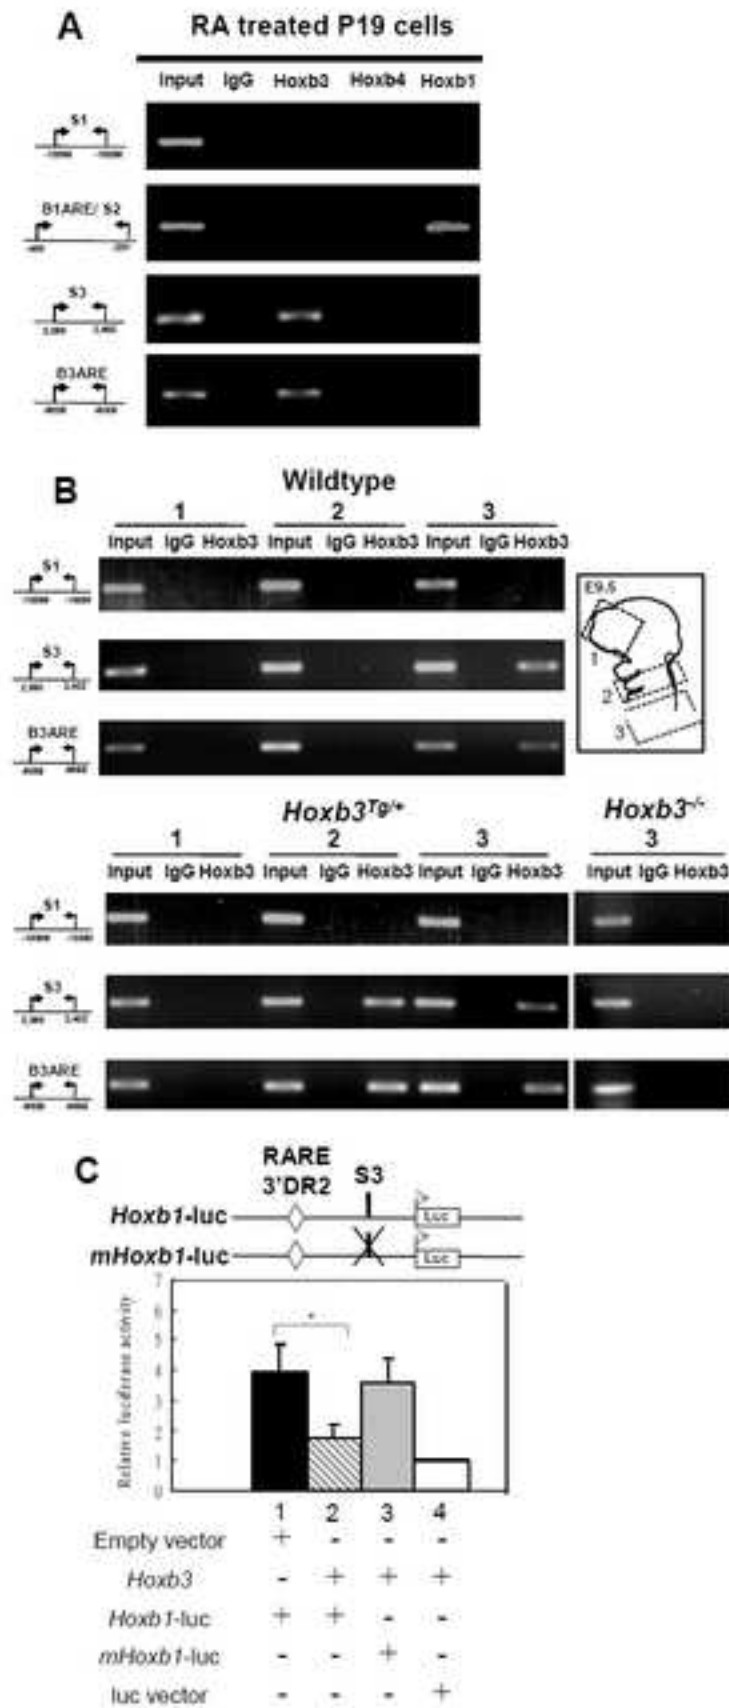 A
RA treated P19 cells
Input IgG Hoxb3 Hoxb4 Hoxb1
S1
B1ARE/ S2
S3
B3ARE
B
Wildtype
1 2 3
Input IgG Hoxb3 Input IgG Hoxb3 Input IgG Hoxb3
S1
S3
B3ARE
E9.5
1
2
3
Hoxb3Tg/+ Hoxb3-/-
1 2 3 3
Input IgG Hoxb3 Input IgG Hoxb3 Input IgG Hoxb3 Input IgG Hoxb3
S1
S3
B3ARE
C
RARE
3'DR2
S3
Hoxb1-luc
Luc
mHoxb1-luc
Luc
Relative luciferase activity
7
6
5
4
3
2
1
0
*
1 2 3 4
Empty vector + - - -
Hoxb3 - + + +
Hoxb1-luc + + - -
mHoxb1-luc - - + -
luc vector - - - +